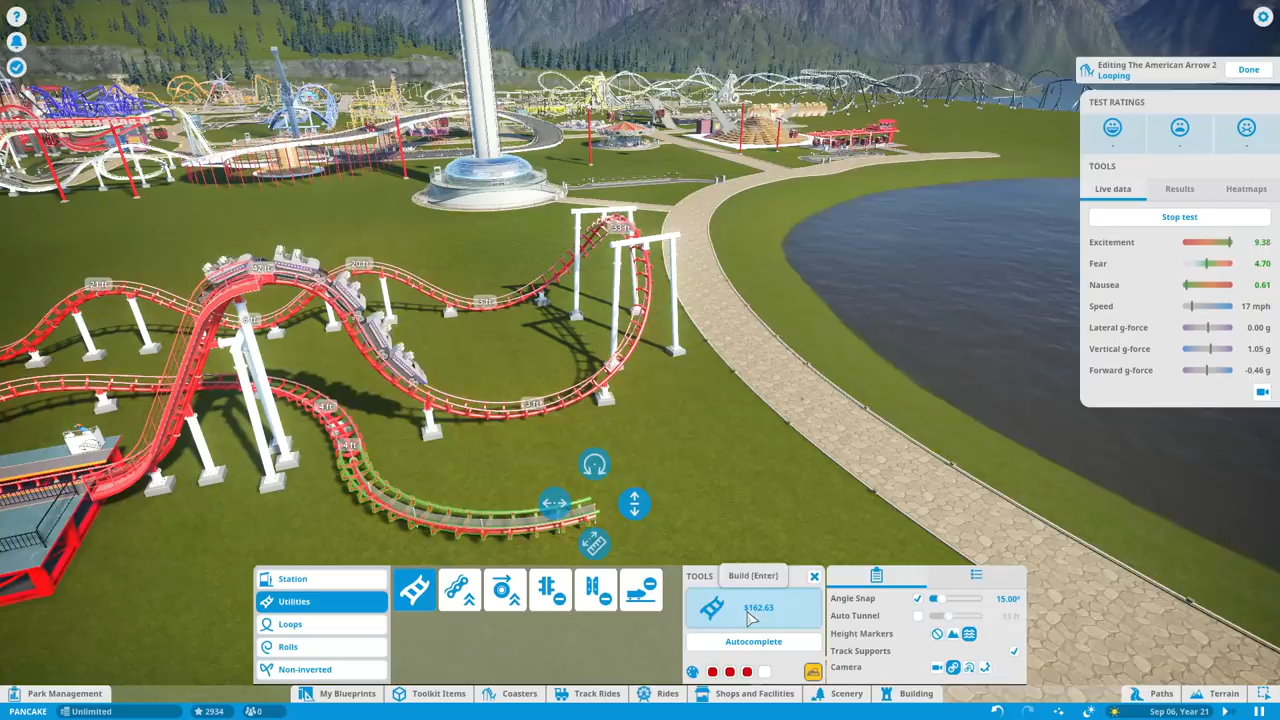 ?
Editing The American Arrow 2
Looping
Done
TEST RATINGS
- - -
TOOLS
Live data Results Heatmaps
Stop test
Excitement 9.38
Fear 4.70
Nausea 0.61
Speed 17 mph
Lateral g-force 0.00 g
Vertical g-force 1.05 g
Forward g-force -0.46 g
33 ft
42 ft
20 ft
21 ft
3 ft
6 ft
3 ft
4 ft
4 ft
Station
Utilities
Loops
Rolls
Non-inverted
TOOLS
Build [Enter]
$162.63
Autocomplete
Angle Snap 15.00°
Auto Tunnel 13 ft
Height Markers
Track Supports
Camera
Park Management My Blueprints Toolkit Items Coasters Track Rides Rides Shops and Facilities Scenery Building Paths Terrain
PANCAKE Unlimited 2934 0 Sep 06, Year 21